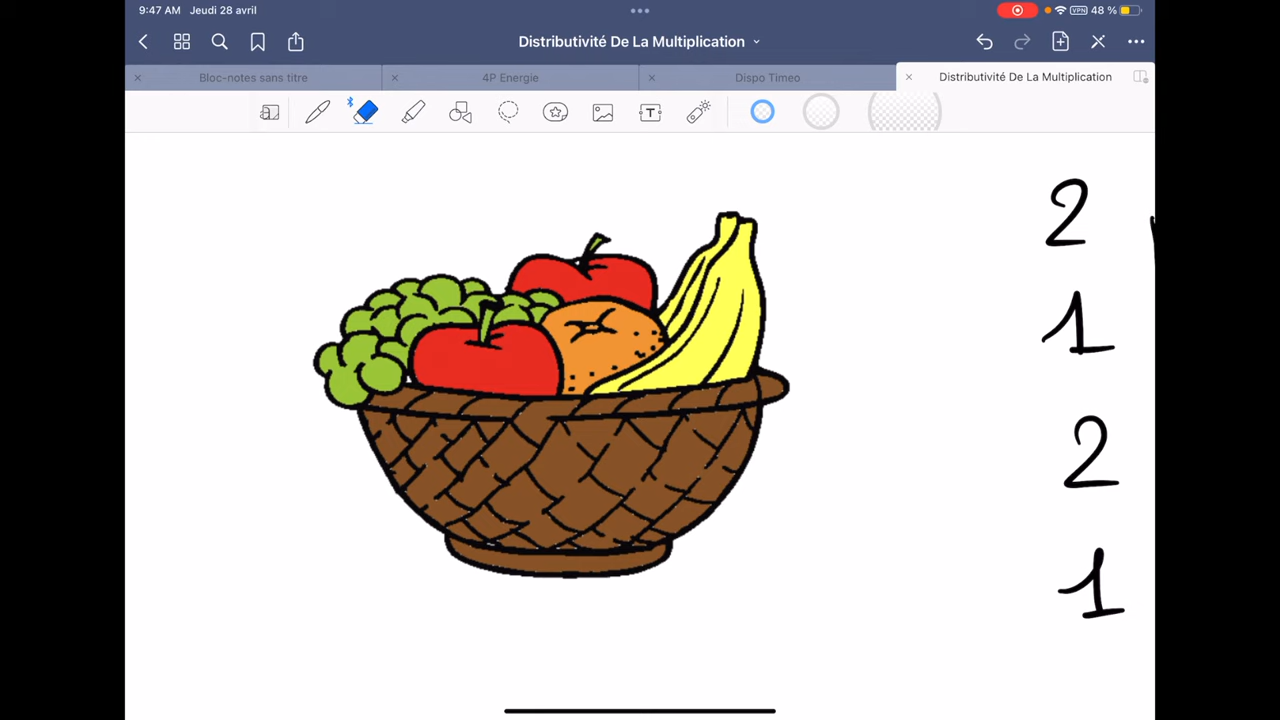 9:47 AM Jeudi 28 avril
VPN 48 %
Distributivité De La Multiplication
Bloc-notes sans titre
4P Energie
Dispo Timeo
Distributivité De La Multiplication
T
2
1
2
1